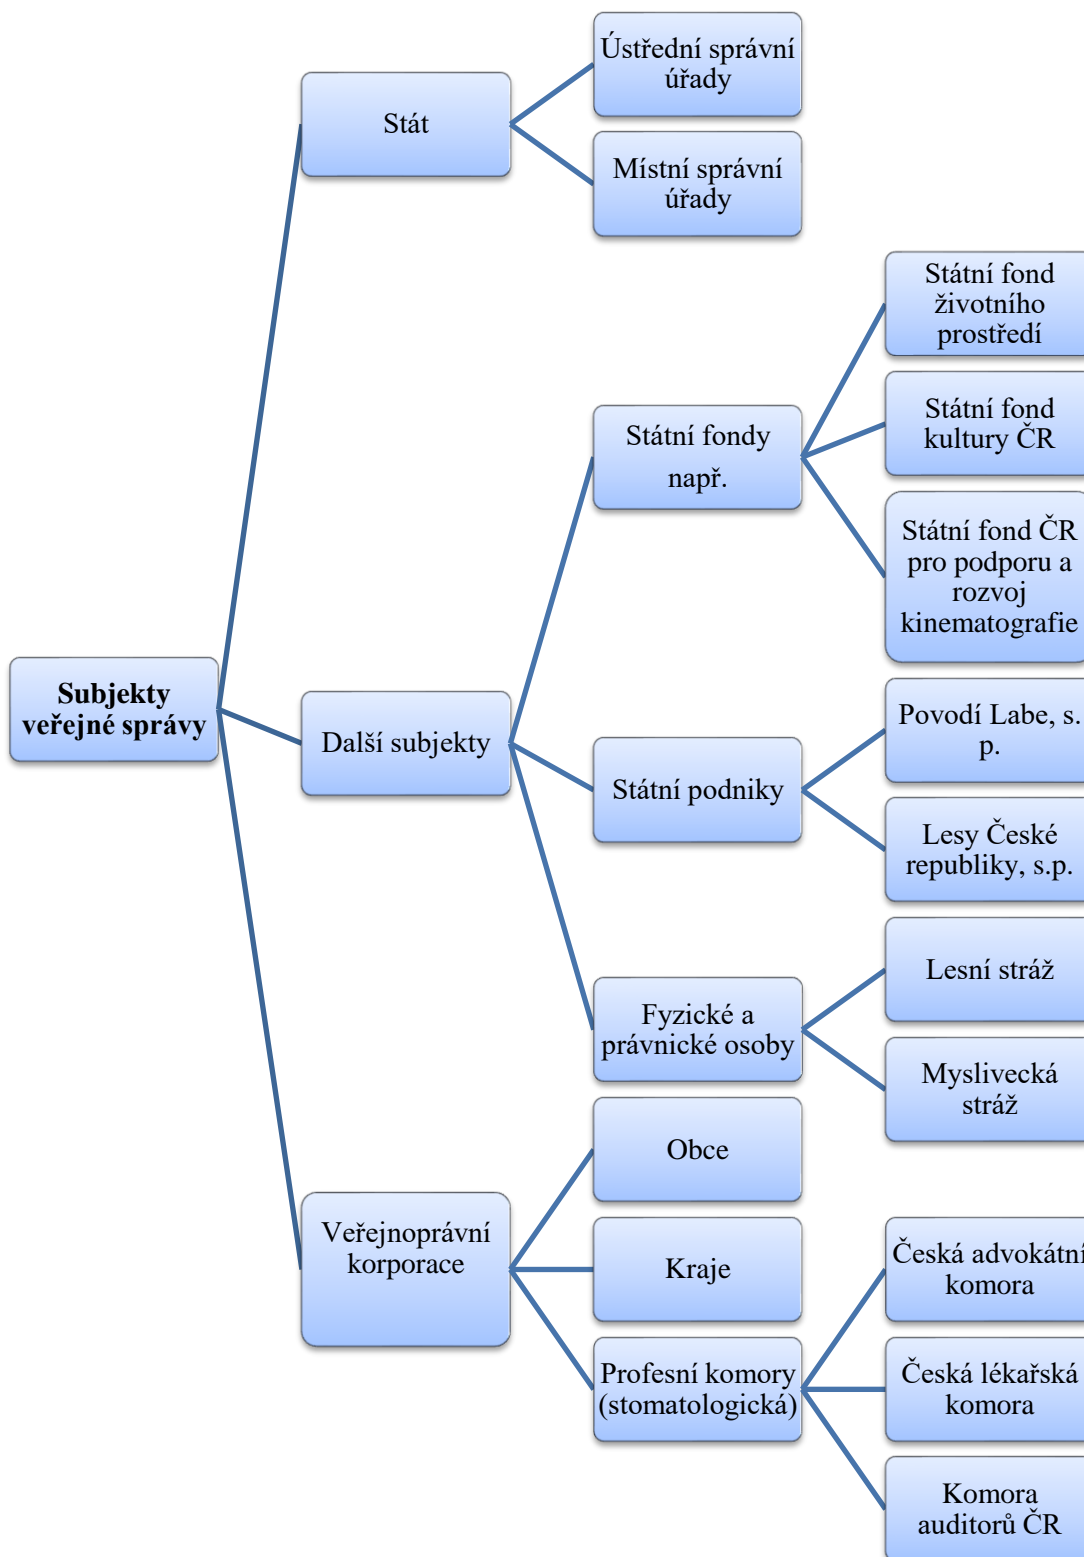 Subjekty
veřejné správy
Stát
Ústřední správní
úřady
Místní správní
úřady
Další subjekty
Státní fondy
např.
Státní fond
životního
prostředí
Státní fond
kultury ČR
Státní fond ČR
pro podporu a
rozvoj
kinematografie
Státní podniky
Povodí Labe, s.
p.
Lesy České
republiky, s.p.
Fyzické a
právnické osoby
Lesní stráž
Myslivecká
stráž
Veřejnoprávní
korporace
Obce
Kraje
Profesní komory
(stomatologická)
Česká advokátní
komora
Česká lékařská
komora
Komora
auditorů ČR